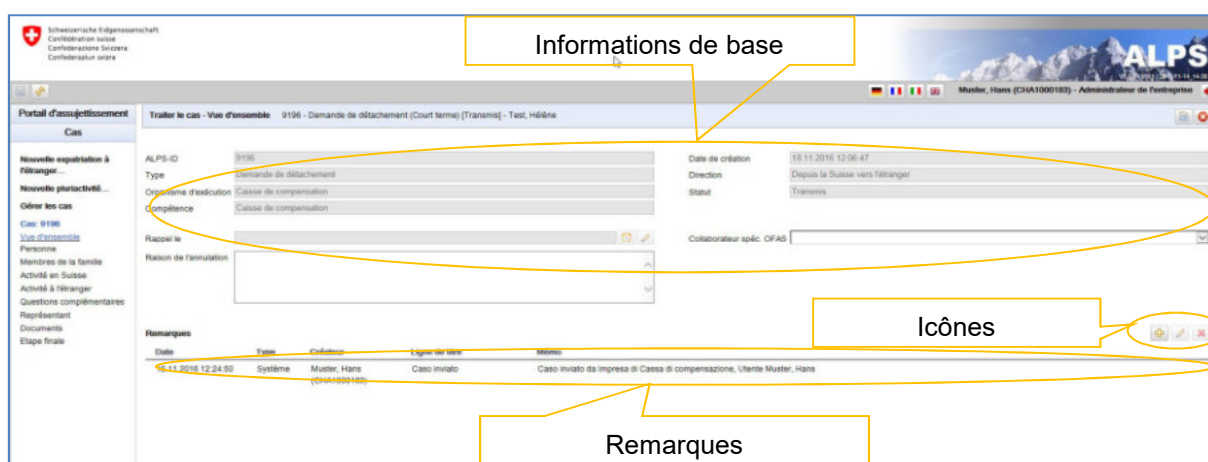 Schweizerische Eidgenossenschaft
Confédération suisse
Confederazione Svizzera
Confederaziun svizra
Informations de base
ALPS
Muster, Hans (CHA1000183) - Administrateur de l'entreprise
Portail d'assujettissement
Traiter le cas - Vue d'ensemble 9196 - Demande de détachement (Court terme) [Transmis] - Test, Hélène
Cas
Nouvelle expatriation à
l'étranger...
Nouvelle pluriactivité...
Gérer les cas
Cas: 9196
Vue d'ensemble
Personne
Membres de la famille
Activité en Suisse
Activité à l'étranger
Questions complémentaires
Représentant
Documents
Etape finale
ALPS-ID 9196 Date de création 18.11.2016 12:06:47
Type Demande de détachement Direction Depuis la Suisse vers l'étranger
Organisme d'exécution Caisse de compensation Statut Transmis
Compétence Caisse de compensation
Rappel le Collaborateur spéc. OFAS
Raison de l'annulation
Icônes
Remarques
Date Type Créateur Ligne de titre Mémo
18.11.2016 12:24:50 Système Muster, Hans Caso inviato Caso inviato da Impresa di Cassa di compensazione, Utente Muster, Hans
(CHA1000183)
Remarques